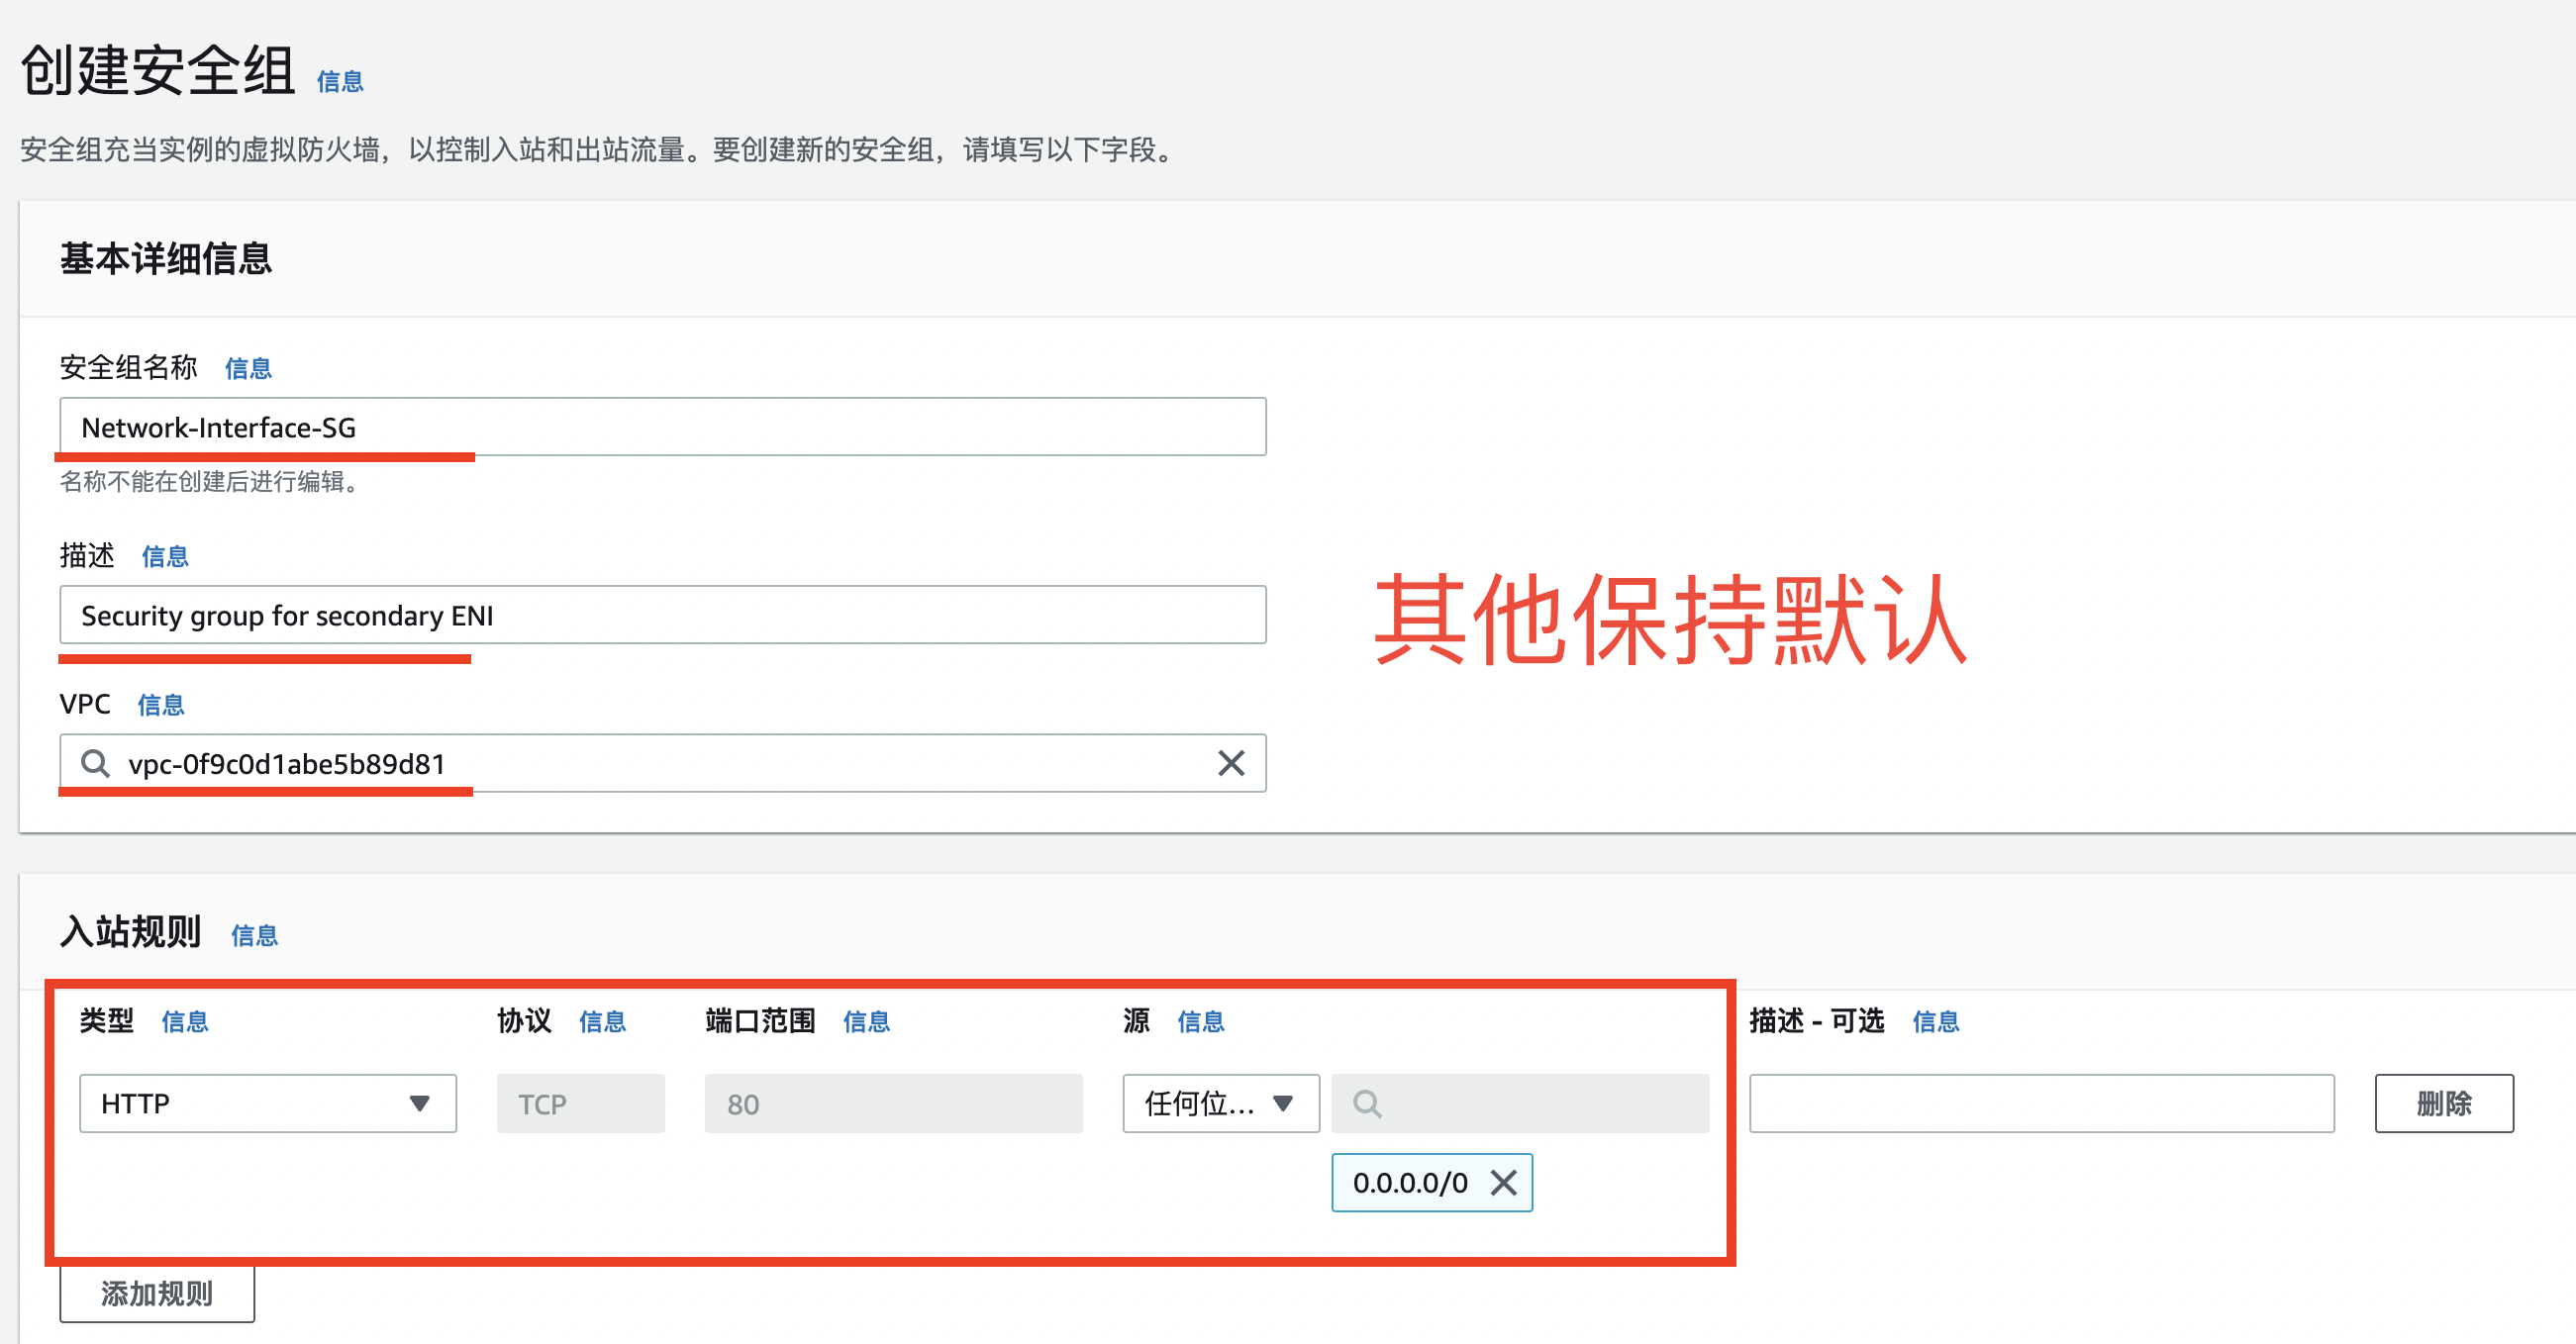 创建安全组 信息
安全组充当实例的虚拟防火墙，以控制入站和出站流量。要创建新的安全组，请填写以下字段。
基本详细信息
安全组名称 信息
Network-Interface-SG
名称不能在创建后进行编辑。
描述 信息
Security group for secondary ENI
其他保持默认
VPC 信息
vpc-0f9c0d1abe5b89d81
入站规则 信息
类型 信息 协议 信息 端口范围 信息 源 信息 描述 - 可选 信息
HTTP TCP 80 任何位... 删除
0.0.0.0/0
添加规则